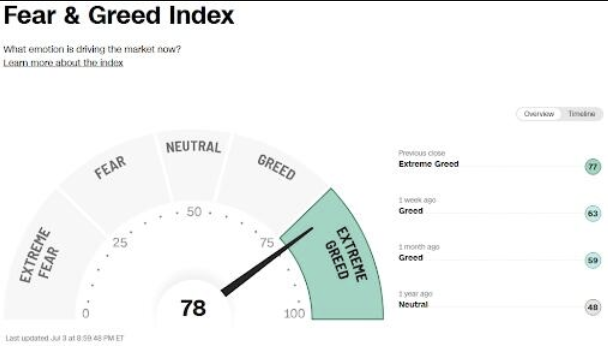 Fear & Greed Index
What emotion is driving the market now?
Learn more about the index
Overview
Timeline
EXTREME
FEAR
FEAR
NEUTRAL
GREED
EXTREME
GREED
0
25
50
75
100
78
Previous close
Extreme Greed
77
1 week ago
Greed
63
1 month ago
Greed
59
1 year ago
Neutral
48
Last updated Jul 3 at 8:59:48 PM ET